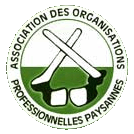 ASSOCIATION DES ORGANISATIONS
PROFESSIONNELLES PAYSANNES